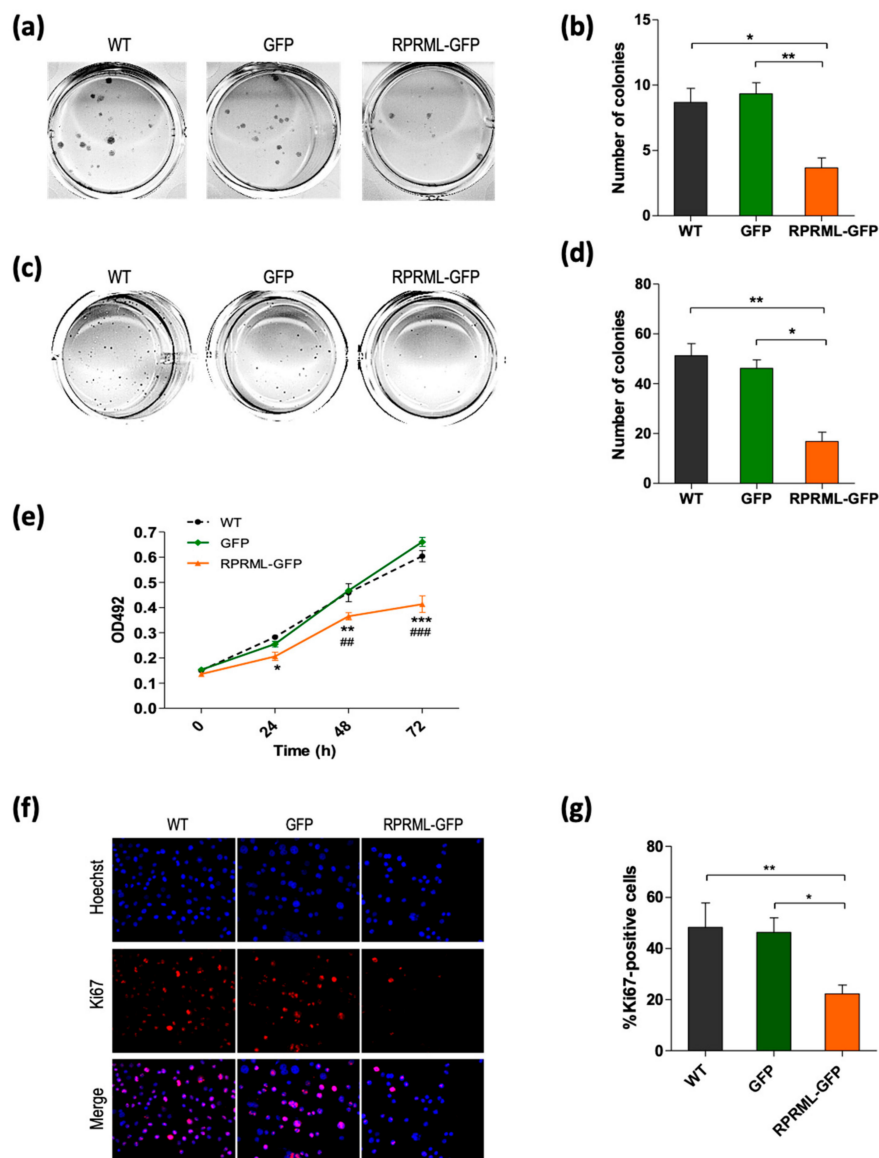 (a)
WT GFP RPRML-GFP
(b)
Number of colonies
15
10
5
0
* 
**
WT GFP RPRML-GFP
(c)
WT GFP RPRML-GFP
(d)
Number of colonies
80
60
40
20
0
**
*
WT GFP RPRML-GFP
(e)
WT
GFP
RPRML-GFP
OD492
0.7
0.6
0.5
0.4
0.3
0.2
0.1
0.0
*
**
##
***
###
0 24 48 72
Time (h)
(f)
WT GFP RPRML-GFP
Hoechst
Ki67
Merge
(g)
%Ki67-positive cells
80
60
40
20
0
**
*
WT GFP RPRML-GFP